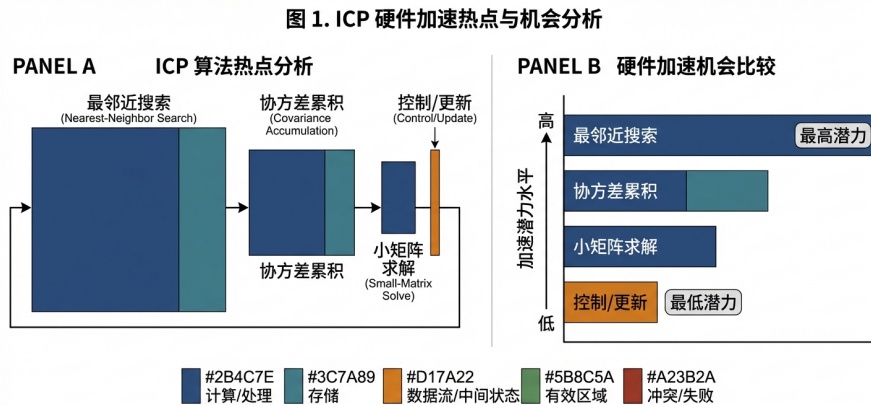 图 1. ICP 硬件加速热点与机会分析
PANEL A ICP 算法热点分析
最邻近搜索
(Nearest-Neighbor Search)
协方差累积
(Covariance
Accumulation)
控制/更新
(Control/Update)
协方差累积
小矩阵
求解
(Small-Matrix
Solve)
PANEL B 硬件加速机会比较
高
加速潜力水平
低
最邻近搜索
最高潜力
协方差累积
小矩阵求解
控制/更新
最低潜力
#2B4C7E
计算/处理
#3C7A89
存储
#D17A22
数据流/中间状态
#5B8C5A
有效区域
#A23B2A
冲突/失败